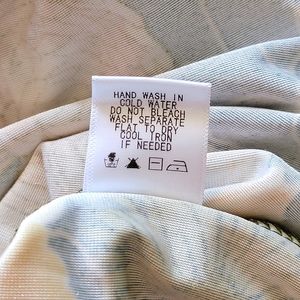 HAND WASH IN
COLD WATER
DO NOT BLEACH
WASH SEPARATE
FLAT TO DRY
COOL IRON
IF NEEDED